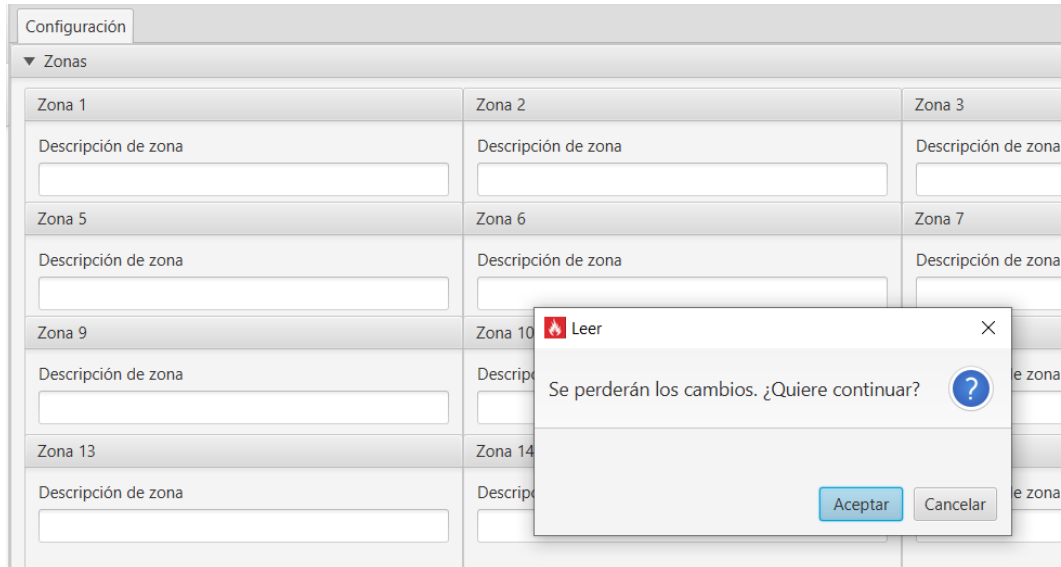 Configuración
Zonas
Zona 1 Zona 2 Zona 3
Descripción de zona Descripción de zona Descripción de zona
Zona 5 Zona 6 Zona 7
Descripción de zona Descripción de zona Descripción de zona
Zona 9 Zona 10
Descripción de zona
Leer
Se perderán los cambios. ¿Quiere continuar?
Zona 13 Zona 14
Descripción de zona
Aceptar Cancelar